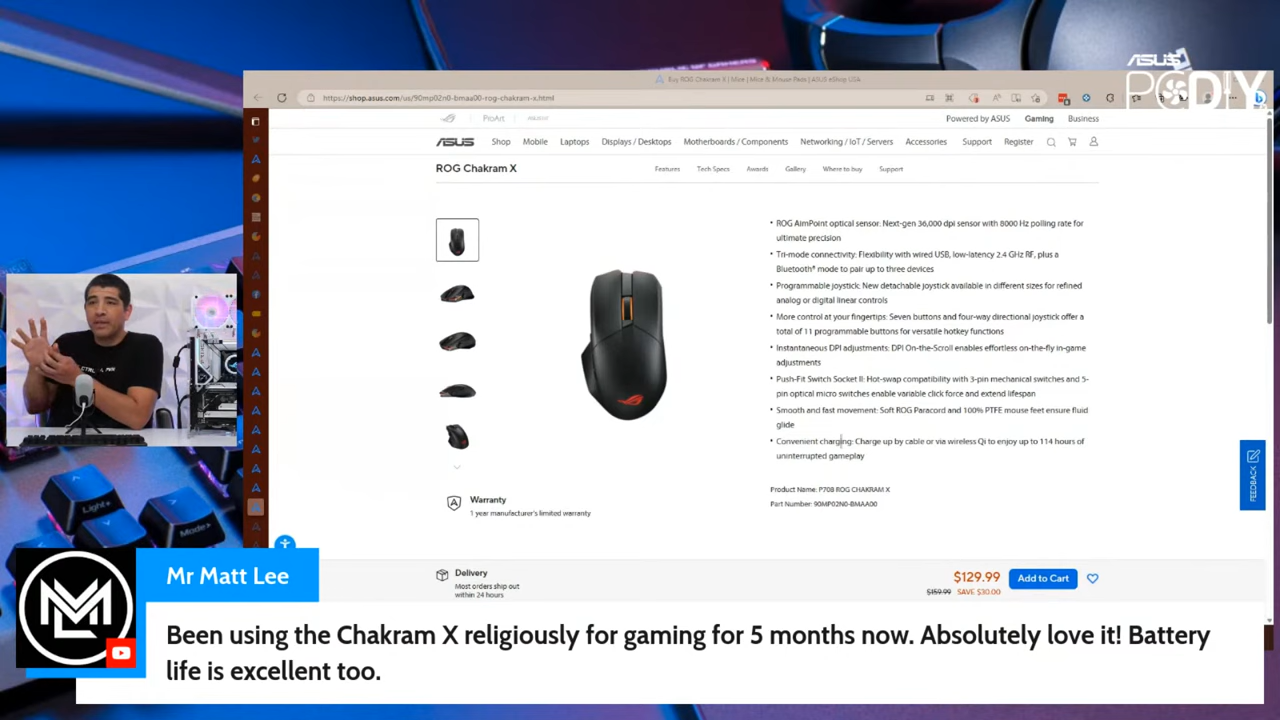 ASUS
PCDIY
Buy ROG Chakram X | Mice | Mice & Mouse Pads | ASUS eShop USA
https://shop.asus.com/us/90mp02n0-bmaa00-rog-chakram-x.html
ProArt
Powered by ASUS Gaming Business
ASUS Shop Mobile Laptops Displays / Desktops Motherboards / Components Networking / IoT / Servers Accessories Support Register
ROG Chakram X Features Tech Specs Awards Gallery Where to buy Support
• ROG AimPoint optical sensor: Next-gen 36,000 dpi sensor with 8000 Hz polling rate for
ultimate precision
• Tri-mode connectivity: Flexibility with wired USB, low-latency 2.4 GHz RF, plus a
Bluetooth® mode to pair up to three devices
• Programmable joystick: New detachable joystick available in different sizes for refined
analog or digital linear controls
• More control at your fingertips: Seven buttons and four-way directional joystick offer a
total of 11 programmable buttons for versatile hotkey functions
• Instantaneous DPI adjustments: DPI On-the-Scroll enables effortless on-the-fly in-game
adjustments
• Push-Fit Switch Socket II: Hot-swap compatibility with 3-pin mechanical switches and 5-
pin optical micro switches enable variable click force and extend lifespan
• Smooth and fast movement: Soft ROG Paracord and 100% PTFE mouse feet ensure fluid
glide
• Convenient charging: Charge up by cable or via wireless Qi to enjoy up to 114 hours of
uninterrupted gameplay
Product Name: P708 ROG CHAKRAM X
Part Number: 90MP02N0-BMAA00
Warranty
1 year manufacturer's limited warranty
FEEDBACK
Mode
Delivery
Most orders ship out
within 24 hours
$129.99
$159.99 SAVE $30.00
Add to Cart
Mr Matt Lee
Been using the Chakram X religiously for gaming for 5 months now. Absolutely love it! Battery
life is excellent too.